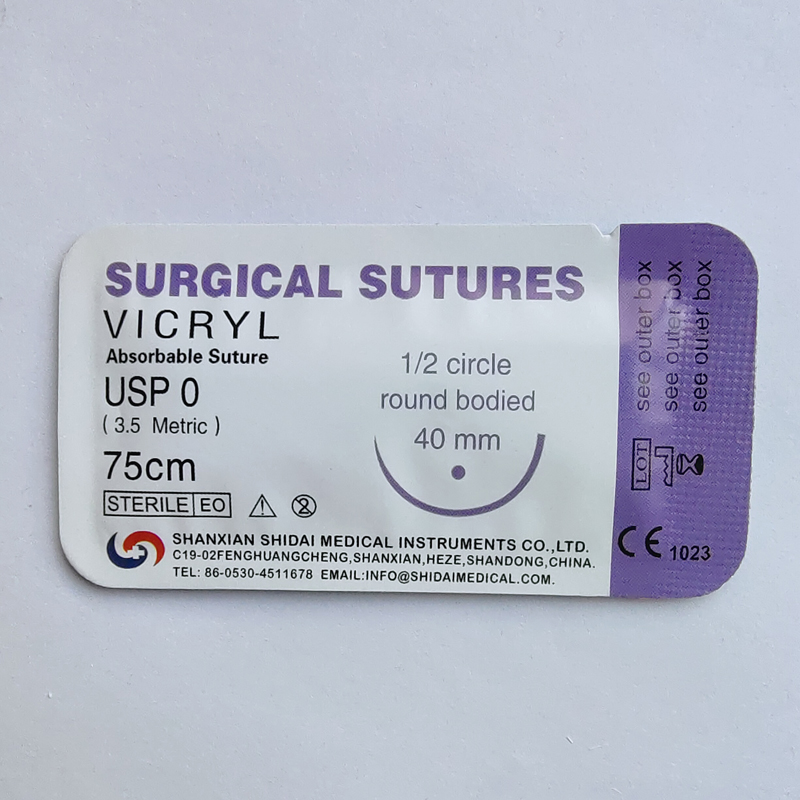 SURGICAL SUTURES
VICRYL
Absorbable Suture
USP 0
( 3.5 Metric )
75cm
STERILE EO
1/2 circle
round bodied
40 mm
SHANXIAN SHIDAI MEDICAL INSTRUMENTS CO.,LTD.
C19-02FENGHUANGCHENG,SHANXIAN,HEZE,SHANDONG,CHINA.
TEL: 86-0530-4511678 EMAIL:INFO@SHIDAIMEDICAL.COM.
LOT see outer box
see outer box
see outer box
CE 1023